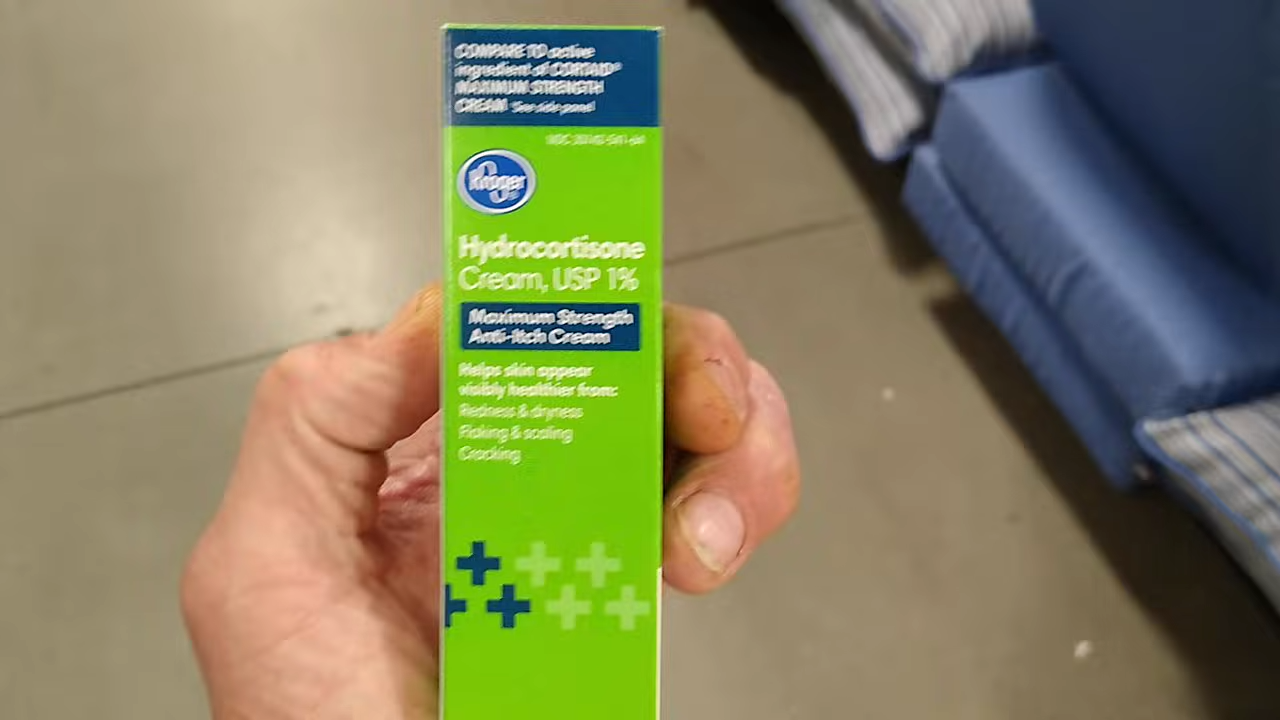 COMPARE TO active
ingredient of CORTAID®
MAXIMUM STRENGTH
CREAM See side panel
NDC
Kroger
Hydrocortisone
Cream, USP 1%
Maximum Strength
Anti-Itch Cream
Helps skin appear
visibly healthier from:
Redness & dryness
Flaking & scaling
Cracking